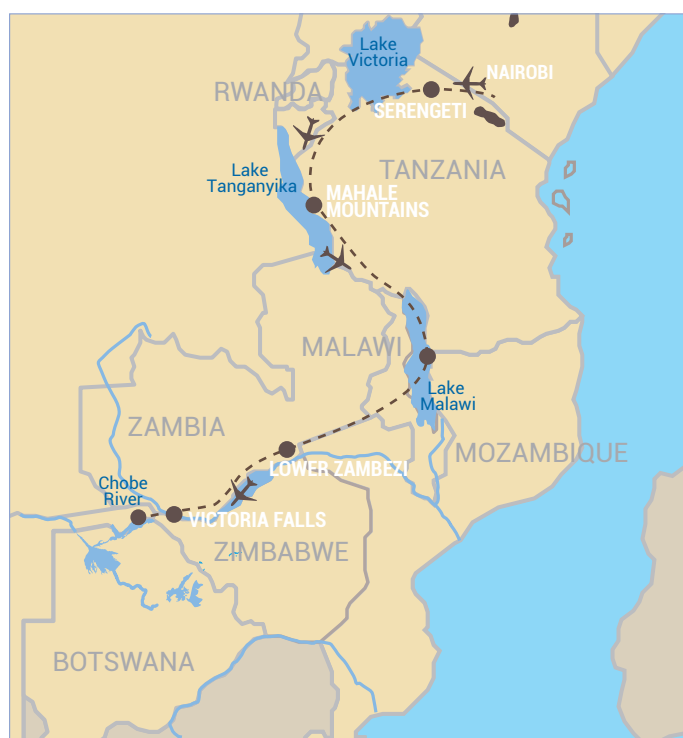 Lake
Victoria
NAIROBI
RWANDA
SERENGETI
Lake
Tanganyika
TANZANIA
MAHALE
MOUNTAINS
MALAWI
Lake
Malawi
ZAMBIA
MOZAMBIQUE
LOWER ZAMBEZI
Chobe
River
VICTORIA FALLS
ZIMBABWE
BOTSWANA